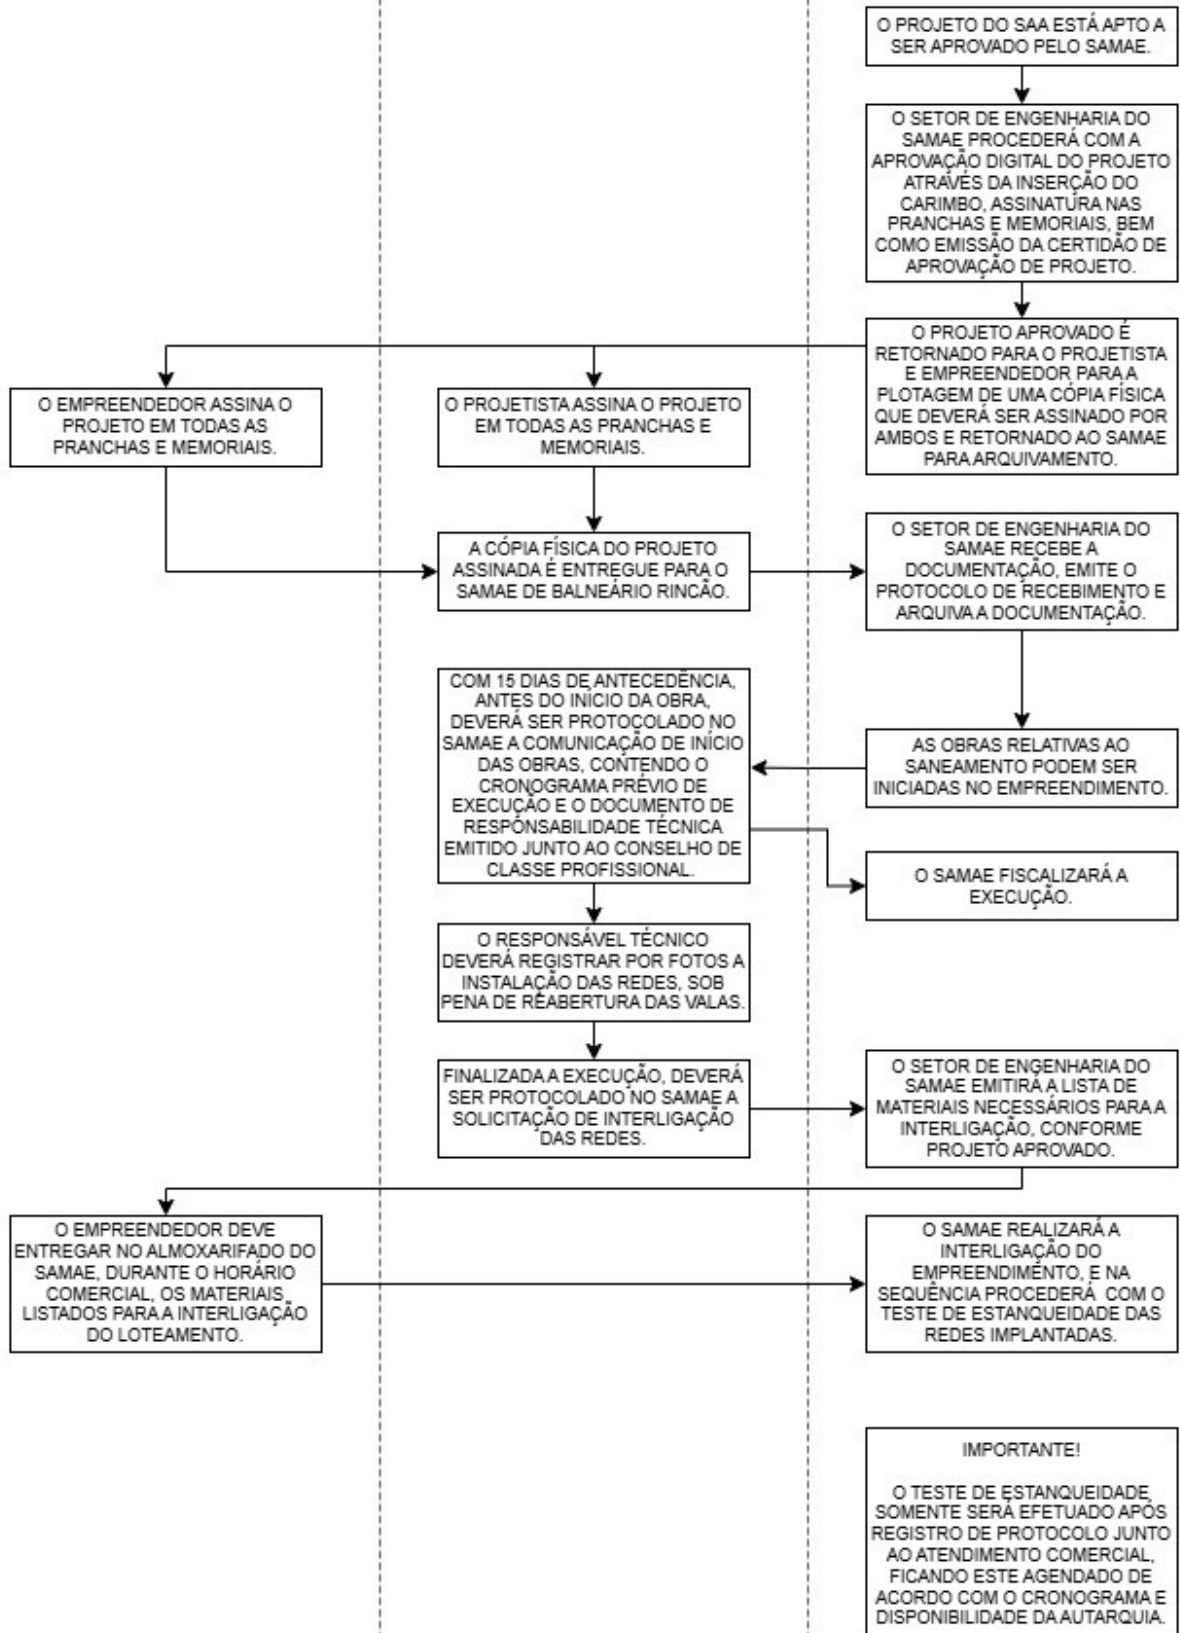 O PROJETO DO SAA ESTÁ APTO A
SER APROVADO PELO SAMAE.
O SETOR DE ENGENHARIA DO
SAMAE PROCEDERÁ COM A
APROVAÇÃO DIGITAL DO PROJETO
ATRAVÉS DA INSERÇÃO DO
CARIMBO, ASSINATURA NAS
PRANCHAS E MEMORIAIS, BEM
COMO EMISSÃO DA CERTIDÃO DE
APROVAÇÃO DE PROJETO.
O PROJETO APROVADO É
RETORNADO PARA O PROJETISTA
E EMPREENDEDOR PARA A
PLOTAGEM DE UMA CÓPIA FÍSICA
QUE DEVERÁ SER ASSINADO POR
AMBOS E RETORNADO AO SAMAE
PARA ARQUIVAMENTO.
O EMPREENDEDOR ASSINA O
PROJETO EM TODAS AS
PRANCHAS E MEMORIAIS.
O PROJETISTA ASSINA O PROJETO
EM TODAS AS PRANCHAS E
MEMORIAIS.
A CÓPIA FÍSICA DO PROJETO
ASSINADA É ENTREGUE PARA O
SAMAE DE BALNEÁRIO RINCÃO.
O SETOR DE ENGENHARIA DO
SAMAE RECEBE A
DOCUMENTAÇÃO, EMITE O
PROTOCOLO DE RECEBIMENTO E
ARQUIVA A DOCUMENTAÇÃO.
AS OBRAS RELATIVAS AO
SANEAMENTO PODEM SER
INICIADAS NO EMPREENDIMENTO.
COM 15 DIAS DE ANTECEDÊNCIA,
ANTES DO INÍCIO DA OBRA,
DEVERÁ SER PROTOCOLADO NO
SAMAE A COMUNICAÇÃO DE INÍCIO
DAS OBRAS, CONTENDO O
CRONOGRAMA PRÉVIO DE
EXECUÇÃO E O DOCUMENTO DE
RESPONSABILIDADE TÉCNICA
EMITIDO JUNTO AO CONSELHO DE
CLASSE PROFISSIONAL.
O SAMAE FISCALIZARÁ A
EXECUÇÃO.
O RESPONSÁVEL TÉCNICO
DEVERÁ REGISTRAR POR FOTOS A
INSTALAÇÃO DAS REDES, SOB
PENA DE REABERTURA DAS VALAS.
FINALIZADA A EXECUÇÃO, DEVERÁ
SER PROTOCOLADO NO SAMAE A
SOLICITAÇÃO DE INTERLIGAÇÃO
DAS REDES.
O SETOR DE ENGENHARIA DO
SAMAE EMITIRÁ A LISTA DE
MATERIAIS NECESSÁRIOS PARA A
INTERLIGAÇÃO, CONFORME
PROJETO APROVADO.
O EMPREENDEDOR DEVE
ENTREGAR NO ALMOXARIFADO DO
SAMAE, DURANTE O HORÁRIO
COMERCIAL, OS MATERIAIS
LISTADOS PARA A INTERLIGAÇÃO
DO LOTEAMENTO.
O SAMAE REALIZARÁ A
INTERLIGAÇÃO DO
EMPREENDIMENTO, E NA
SEQUÊNCIA PROCEDERÁ COM O
TESTE DE ESTANQUEIDADE DAS
REDES IMPLANTADAS.
IMPORTANTE!
O TESTE DE ESTANQUEIDADE
SOMENTE SERÁ EFETUADO APÓS
REGISTRO DE PROTOCOLO JUNTO
AO ATENDIMENTO COMERCIAL,
FICANDO ESTE AGENDADO DE
ACORDO COM O CRONOGRAMA E
DISPONIBILIDADE DA AUTARQUIA.